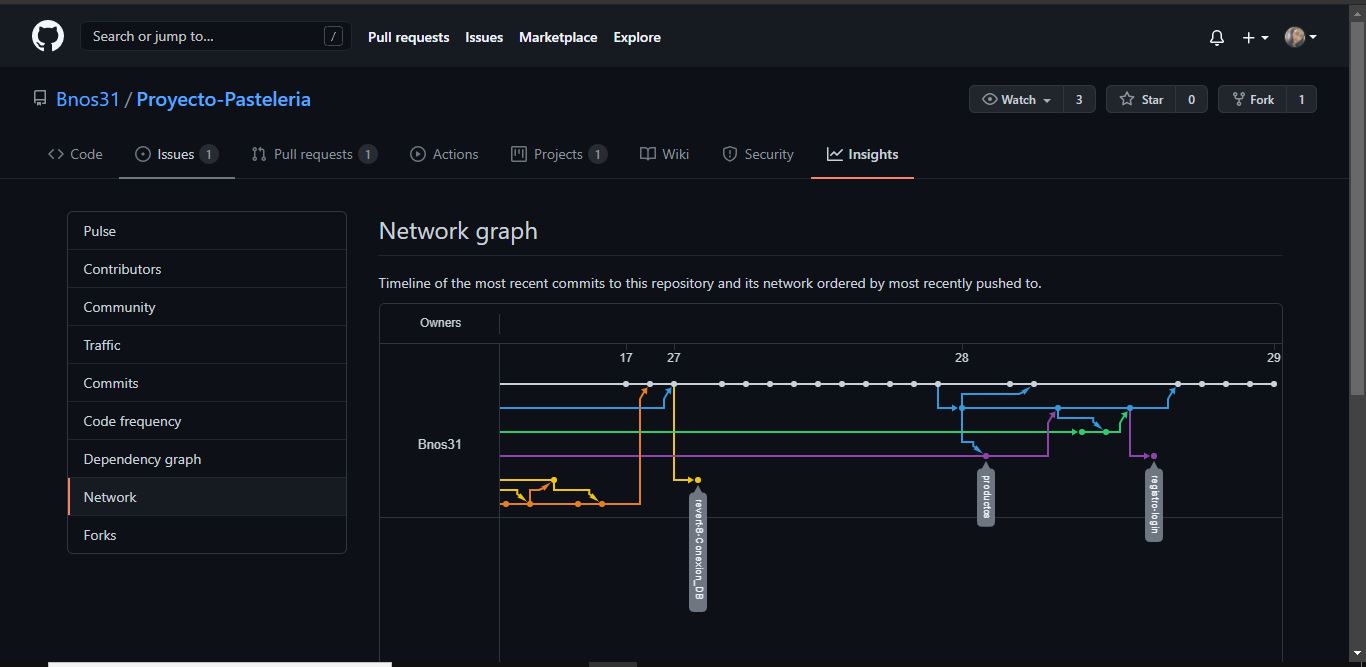 Search or jump to... /
Pull requests Issues Marketplace Explore
Bnos31 / Proyecto-Pasteleria
Watch 3 Star 0 Fork 1
Code Issues 1 Pull requests 1 Actions Projects 1 Wiki Security Insights
Pulse
Contributors
Community
Traffic
Commits
Code frequency
Dependency graph
Network
Forks
Network graph
Timeline of the most recent commits to this repository and its network ordered by most recently pushed to.
Owners
17 27 28 29
Bnos31
revert-8-Conexion_DB
productos
registro-login